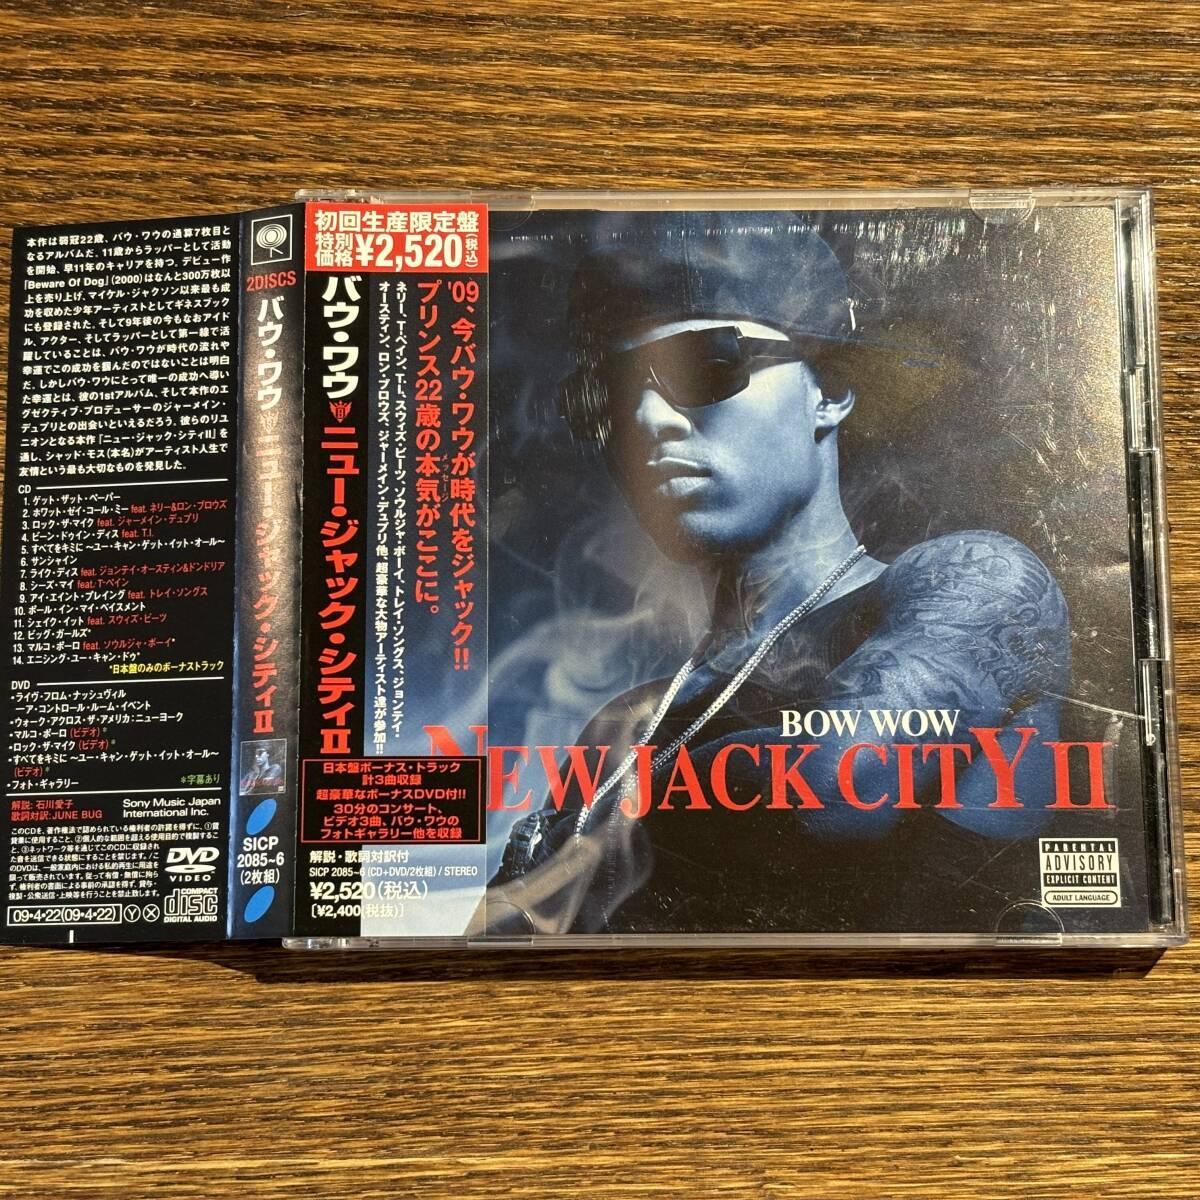 本作は弱冠22歳、バウ・ワウの通算7枚目と
なるアルバムだ、11歳からラッパーとして活動
を開始、早11年のキャリアを持つ。デビュー作
「Beware Of Dog」(2000)はなんと300万枚以
上を売り上げ、マイケル・ジャクソン以来最も成
功を収めた少年アーティストとしてギネスブック
にも登録された。そして9年後の今もなおアイド
ル、アクター、そしてラッパーとして第一線で活
躍していることは、バウ・ワウが時代の流れや
幸運でこの成功を掴んだのではないことは明白
だ。しかしバウ・ワウにとって唯一の成功へ導い
た幸運とは、彼の1stアルバム、そして本作のエ
グゼクティブ・プロデューサーのジャーメイン・
デュプリとの出会いといえるだろう。彼らのリユ
ニオンとなる本作「ニュー・ジャック・シティII」を
通し、シャッド・モス(本名)がアーティスト人生で
友情という最も大切なものを発見した。
CD
1. ゲット・ザット・ペーパー
2. ホワット・ゼイ・コール・ミー feat. ネリー&ロン・ブロウズ
3. ロック・ザ・マイク feat. ジャーメイン・デュプリ
4. ビーン・ドゥイン・ディス feat. T.I.
5. すべてをキミに 〜ユー・キャン・ゲット・イット・オール〜
6. サンシャイン
7. ライク・ディス feat. ジョンテイ・オースティン&ドンドリア
8. シーズ・マイ feat. T-ペイン
9. アイ・エイント・プレイング feat. トレイ・ソングス
10. ポール・イン・マイ・ベイスメント
11. シェイク・イット feat. スウィズ・ビーツ
12. ビッグ・ガールズ*
13. マルコ・ポーロ feat. ソウルジャ・ボーイ*
14. エニシング・ユー・キャン・ドゥ*
*日本盤のみのボーナストラック
DVD
•ライヴ・フロム・ナッシュヴィル
—ア・コントロール・ルーム・イベント
•ウォーク・アクロス・ザ・アメリカ:ニューヨーク
•マルコ・ポーロ (ビデオ)*
•ロック・ザ・マイク (ビデオ)*
•すべてをキミに 〜ユー・キャン・ゲット・イット・オール〜
(ビデオ)*
•フォト・ギャラリー
*字幕あり
解説: 石川愛子
歌詞対訳: JUNE BUG
Sony Music Japan
International Inc.
DVD
VIDEO
COMPACT
disc
DIGITAL AUDIO
09•4•22(09•4•22) Y X
2DISCS
バウ・ワウ
ニュー・ジャック・シティII
SICP
2085~6
(2枚組)
初回生産限定盤
特別価格¥2,520(税込)
バウ・ワウ ニュー・ジャック・シティII
'09、今バウ・ワウが時代をジャック!!
プリンス22歳の本気がここに。
メッセージ
ネリー、T-ペイン、T.I.、スウィズ・ビーツ、ソウルジャ・ボーイ、トレイ・ソングス、ジョンテイ・
オースティン、ロン・ブロウズ、ジャーメイン・デュプリ他、超豪華な大物アーティスト達が参加!!
日本盤ボーナス・トラック
計3曲収録
超豪華なボーナスDVD付!!
30分のコンサート、
ビデオ3曲、バウ・ワウの
フォトギャラリー他を収録
解説・歌詞対訳付
SICP 2085~6 (CD+DVD/2枚組) / STEREO
¥2,520(税込)
[¥2,400(税抜)]
BOW WOW
NEW JACK CITY II
PARENTAL
ADVISORY
EXPLICIT CONTENT
ADULT LANGUAGE